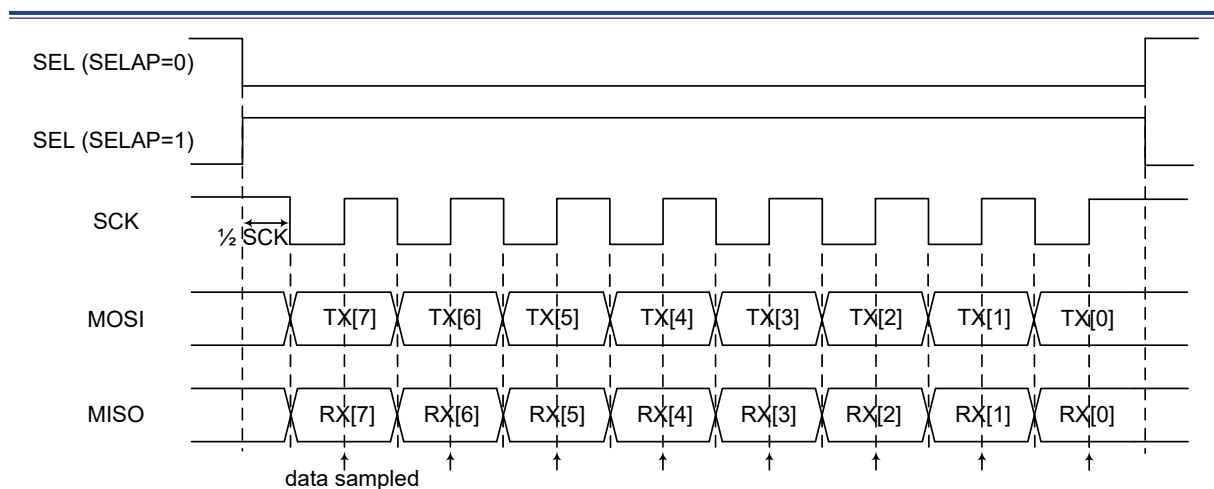 SEL (SELAP=0)
SEL (SELAP=1)
SCK
½ SCK
MOSI
TX[7] TX[6] TX[5] TX[4] TX[3] TX[2] TX[1] TX[0]
MISO
RX[7] RX[6] RX[5] RX[4] RX[3] RX[2] RX[1] RX[0]
data sampled